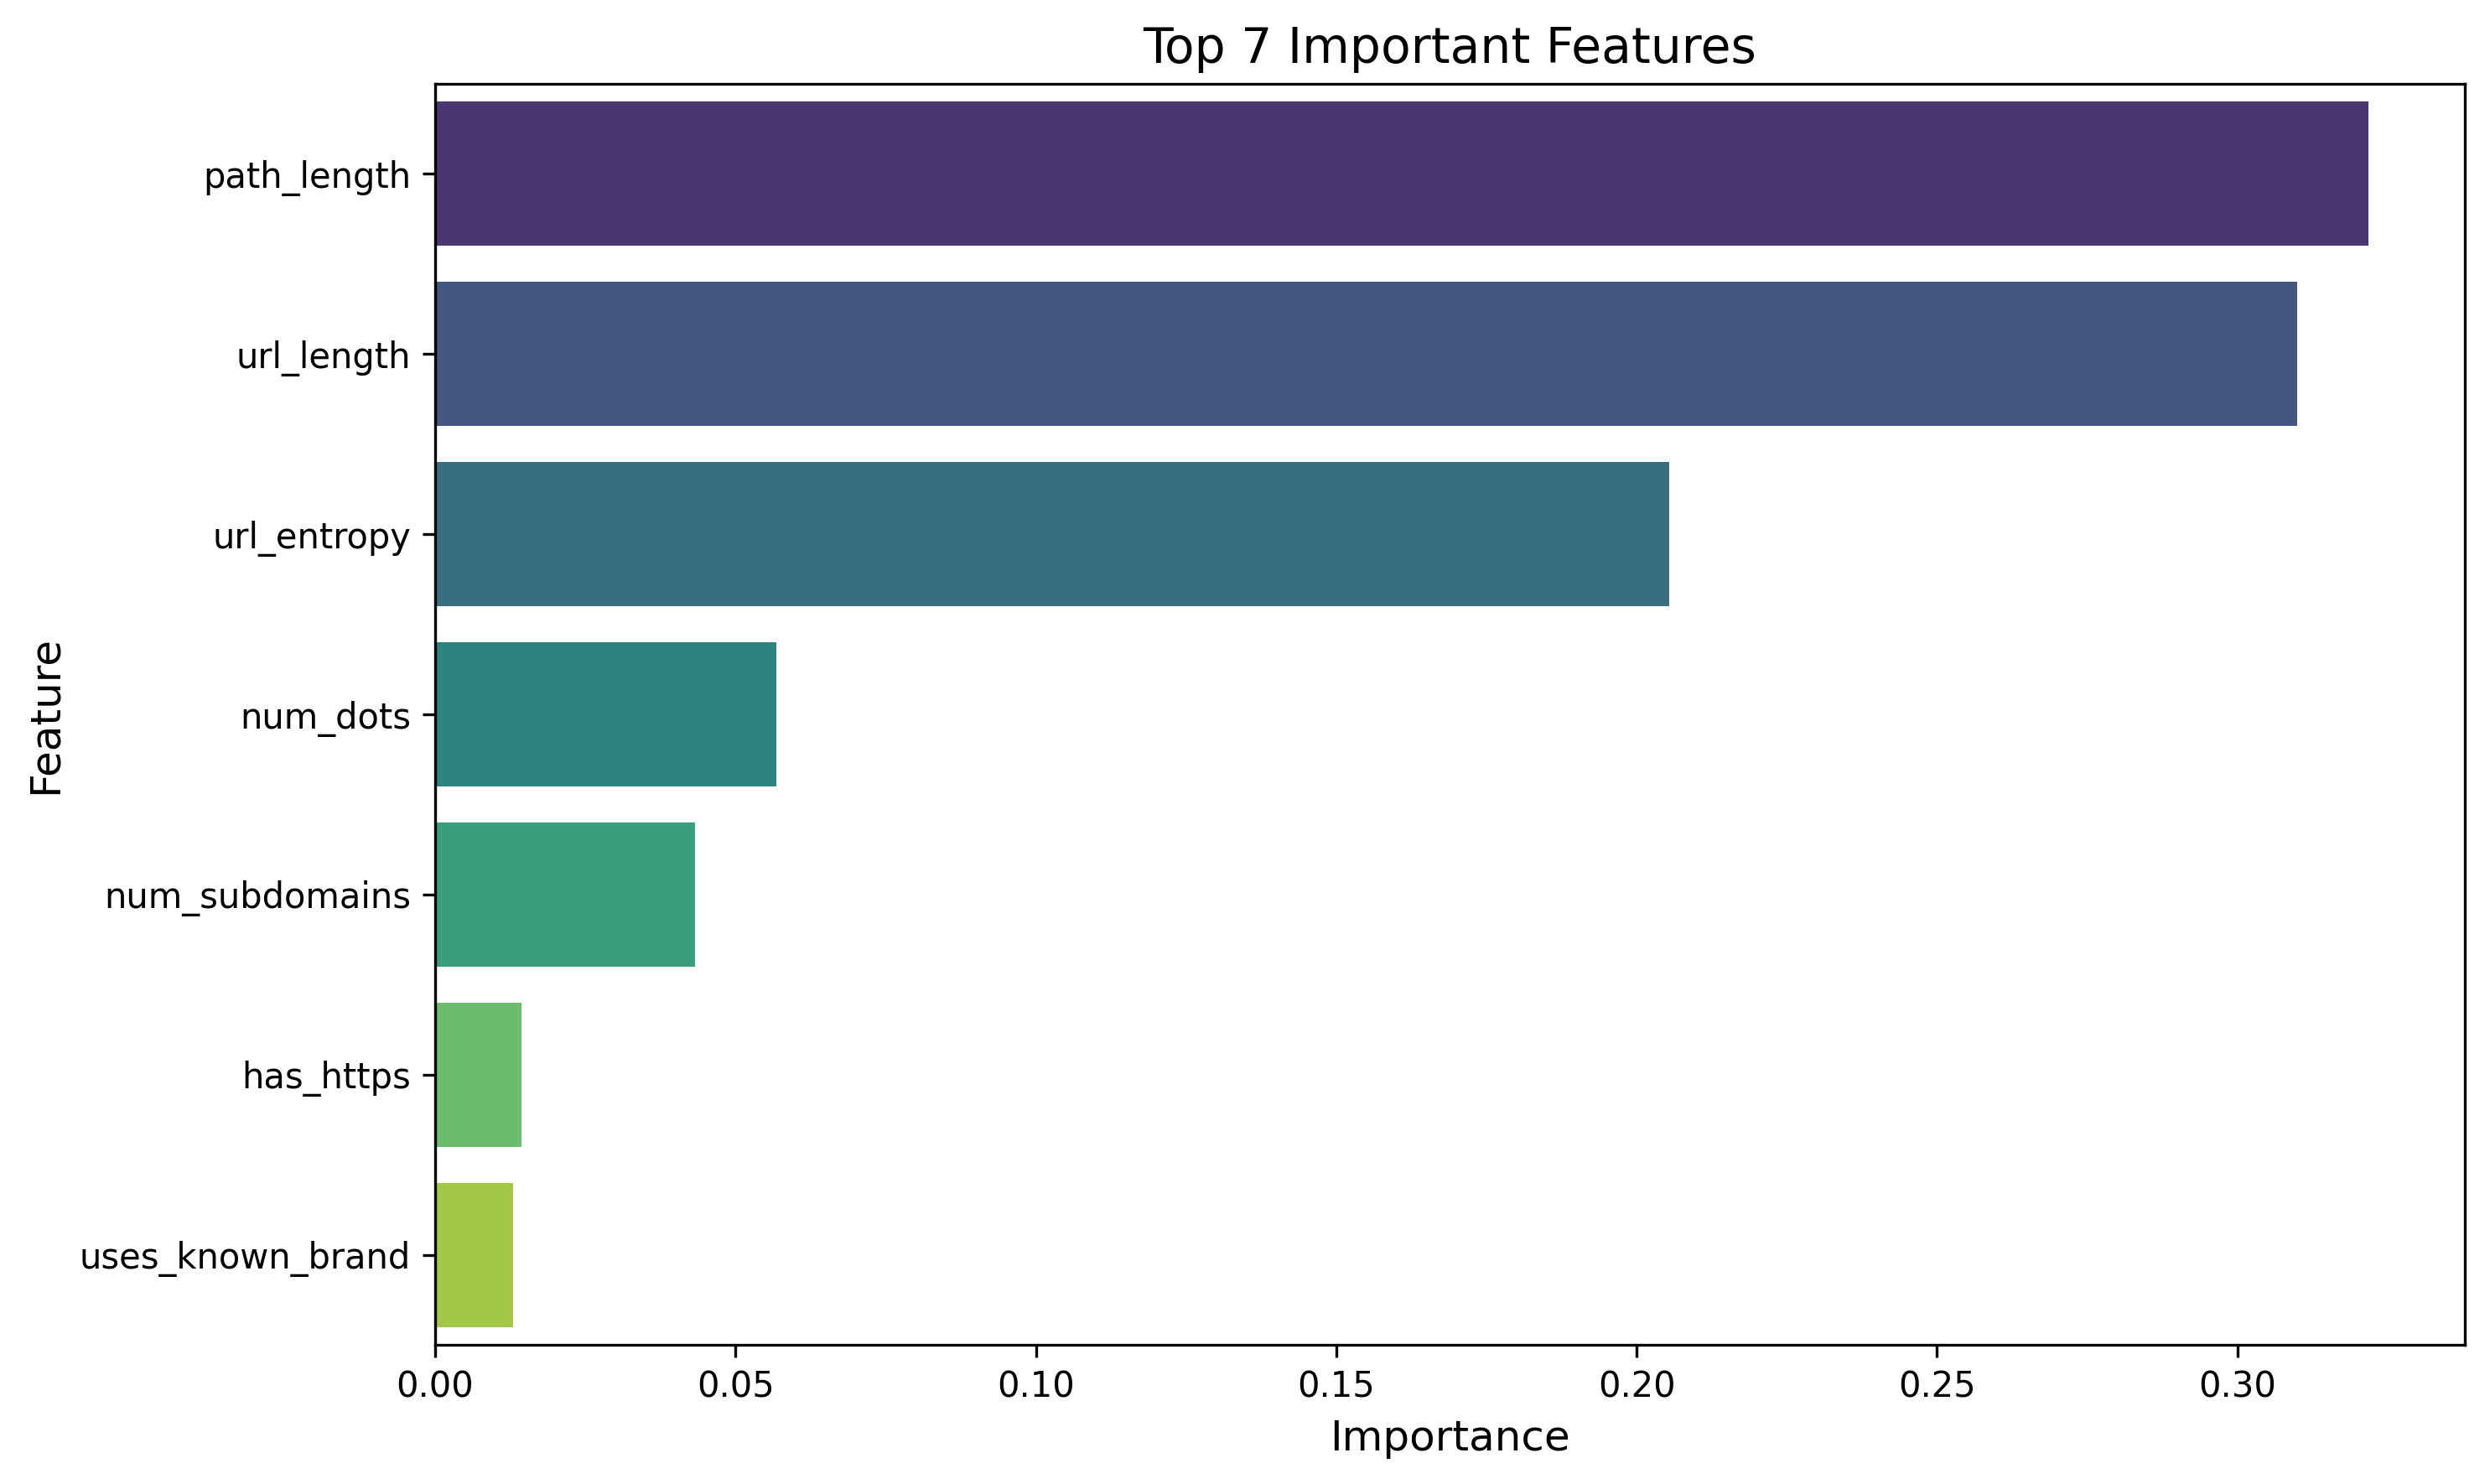 Top 7 Important Features
Feature
path_length
url_length
url_entropy
num_dots
num_subdomains
has_https
uses_known_brand
0.00 0.05 0.10 0.15 0.20 0.25 0.30
Importance